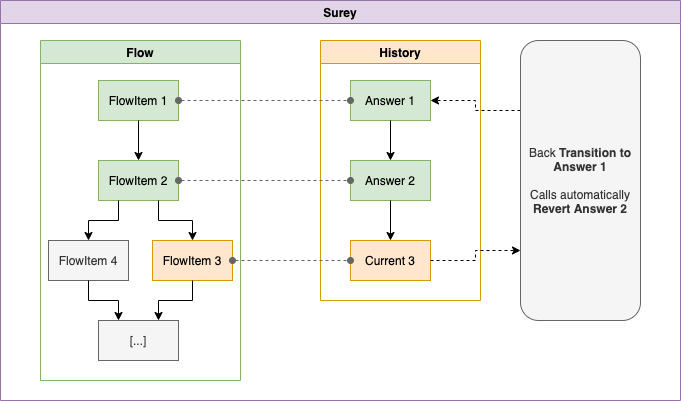 Surey
Flow
History
FlowItem 1
Answer 1
FlowItem 2
Answer 2
FlowItem 4
FlowItem 3
Current 3
[...]
Back Transition to
Answer 1
Calls automatically
Revert Answer 2